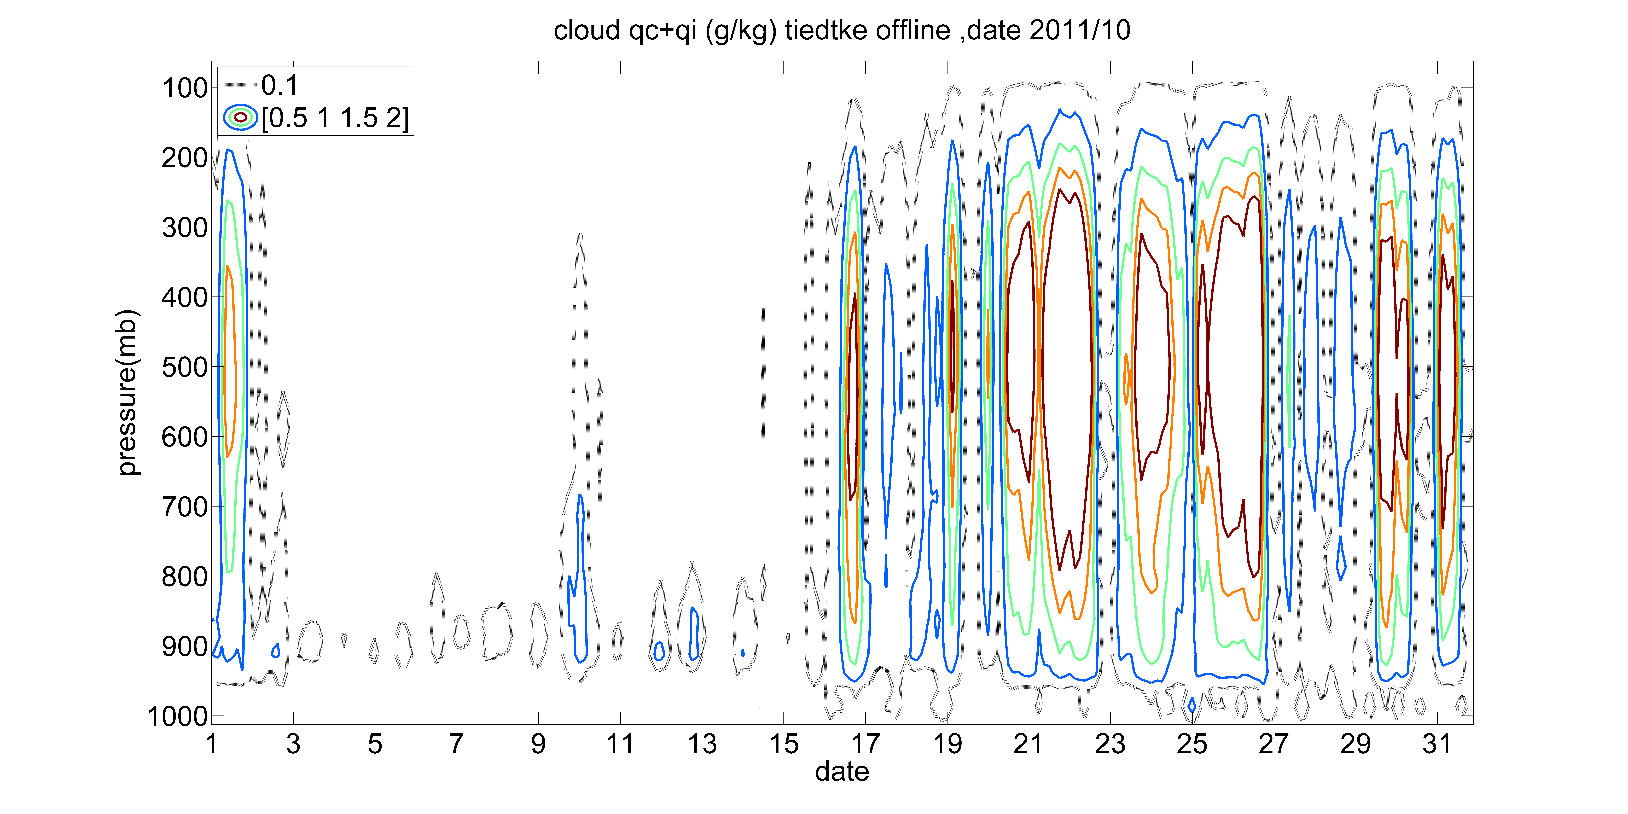 cloud qc+qi (g/kg) tiedtke offline ,date 2011/10
0.1
[0.5 1 1.5 2]
100
200
300
400
500
600
700
800
900
1000
pressure(mb)
1 3 5 7 9 11 13 15 17 19 21 23 25 27 29 31
date